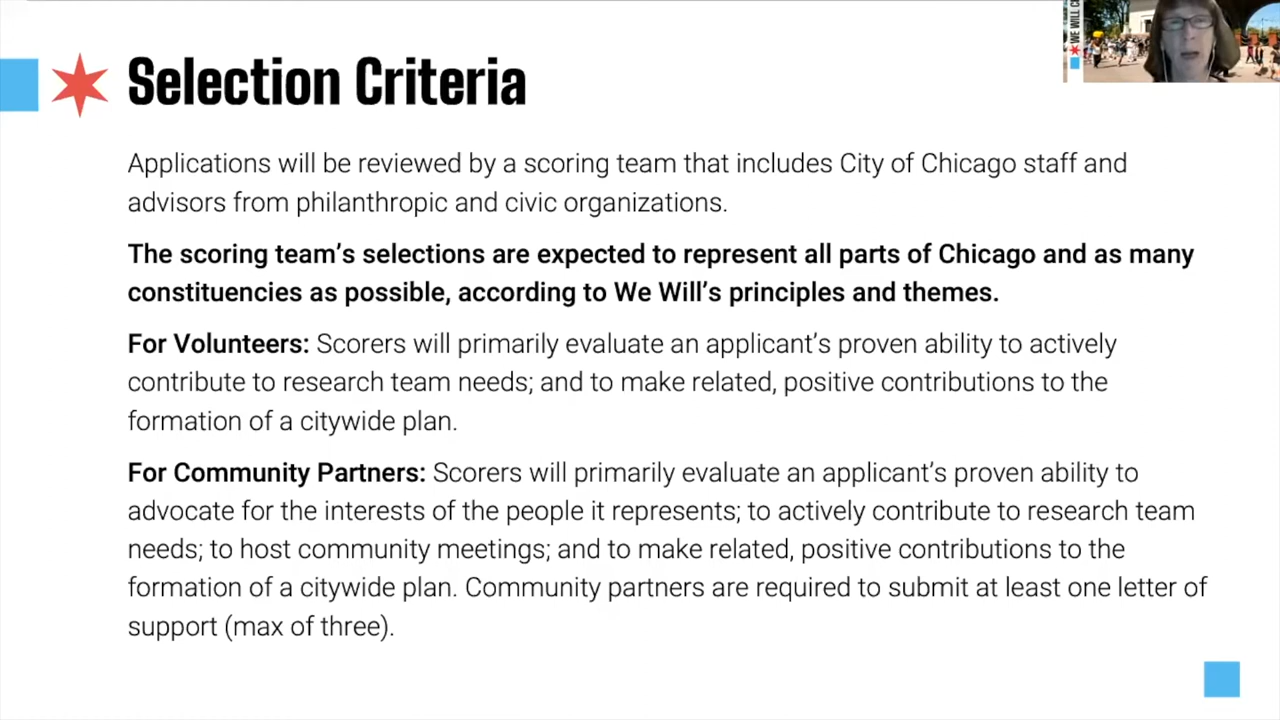 WE WILL
Selection Criteria
Applications will be reviewed by a scoring team that includes City of Chicago staff and
advisors from philanthropic and civic organizations.
The scoring team’s selections are expected to represent all parts of Chicago and as many
constituencies as possible, according to We Will’s principles and themes.
For Volunteers: Scorers will primarily evaluate an applicant’s proven ability to actively
contribute to research team needs; and to make related, positive contributions to the
formation of a citywide plan.
For Community Partners: Scorers will primarily evaluate an applicant’s proven ability to
advocate for the interests of the people it represents; to actively contribute to research team
needs; to host community meetings; and to make related, positive contributions to the
formation of a citywide plan. Community partners are required to submit at least one letter of
support (max of three).